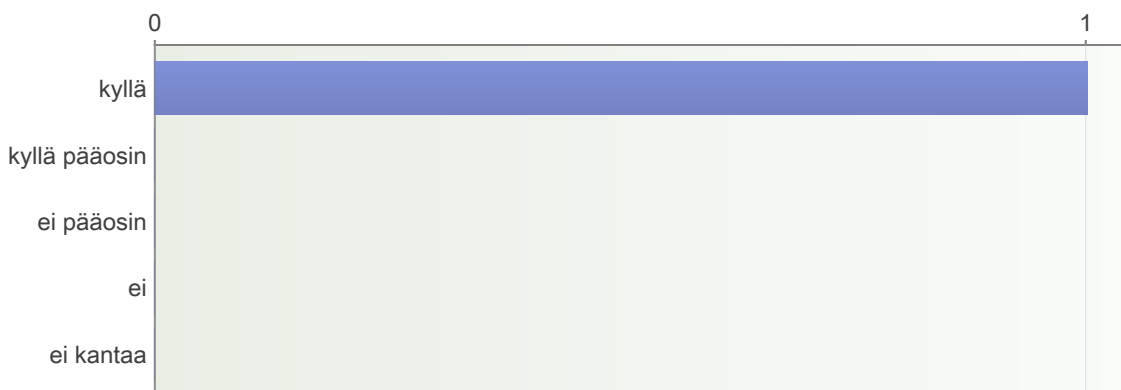 0 1
kyllä
kyllä pääosin
ei pääosin
ei
ei kantaa